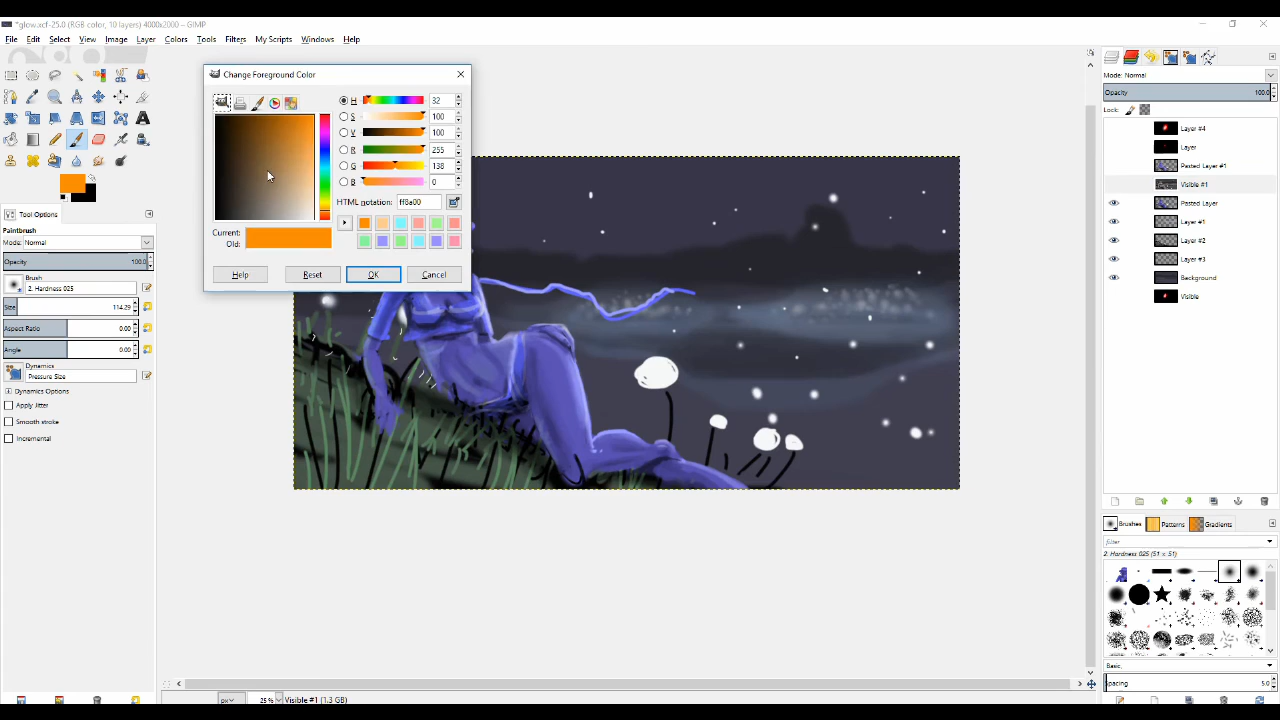 *glow.xcf-25.0 (RGB color, 10 layers) 4000x2000 – GIMP
File Edit Select View Image Layer Colors Tools Filters My Scripts Windows Help
Change Foreground Color
H 32
S 100
V 100
R 255
G 138
B 0
HTML notation: ff8a00
Current:
Old:
Help Reset OK Cancel
Tool Options
Paintbrush
Mode: Normal
Opacity 100.0
Brush
2. Hardness 025
Size 114.29
Aspect Ratio 0.00
Angle 0.00
Dynamics
Pressure Size
Dynamics Options
Apply Jitter
Smooth stroke
Incremental
Mode: Normal
Opacity 100.0
Lock:
Layer #4
Layer
Pasted Layer #1
Visible #1
Pasted Layer
Layer #1
Layer #2
Layer #3
Background
Visible
Brushes Patterns Gradients
filter
2. Hardness 025 (51 × 51)
Basic,
Spacing 5.0
px 25 % Visible #1 (1.3 GB)